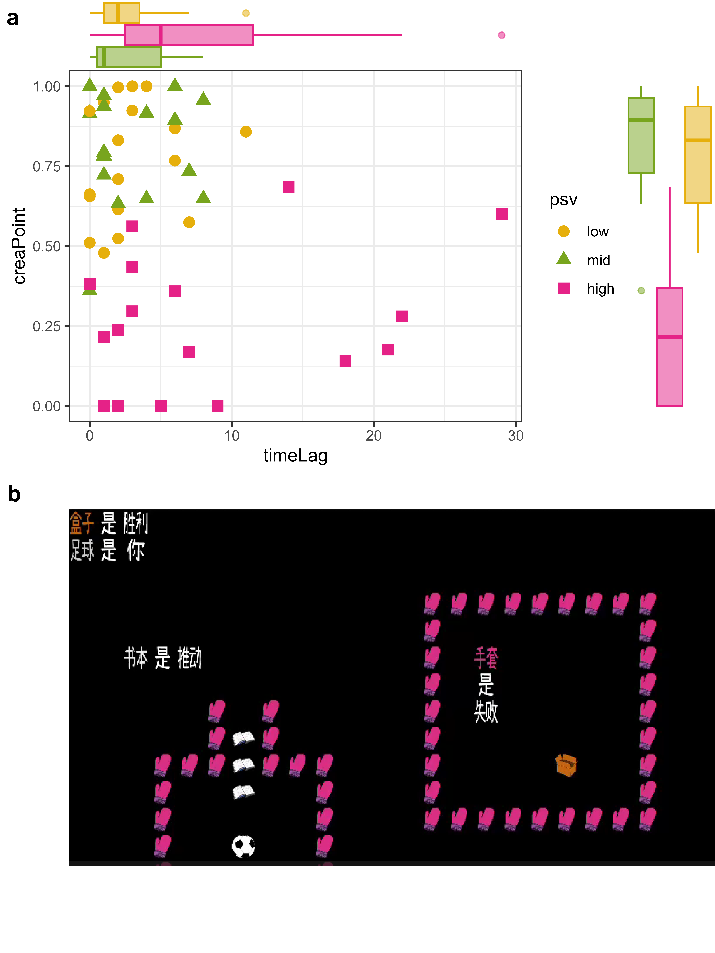 a
1.00
0.75
0.50
0.25
0.00
creaPoint
0
10
20
30
timeLag
psv
low
mid
high
b
盒子 是 胜利
足球 是 你
书本 是 推动
手套
是
失败